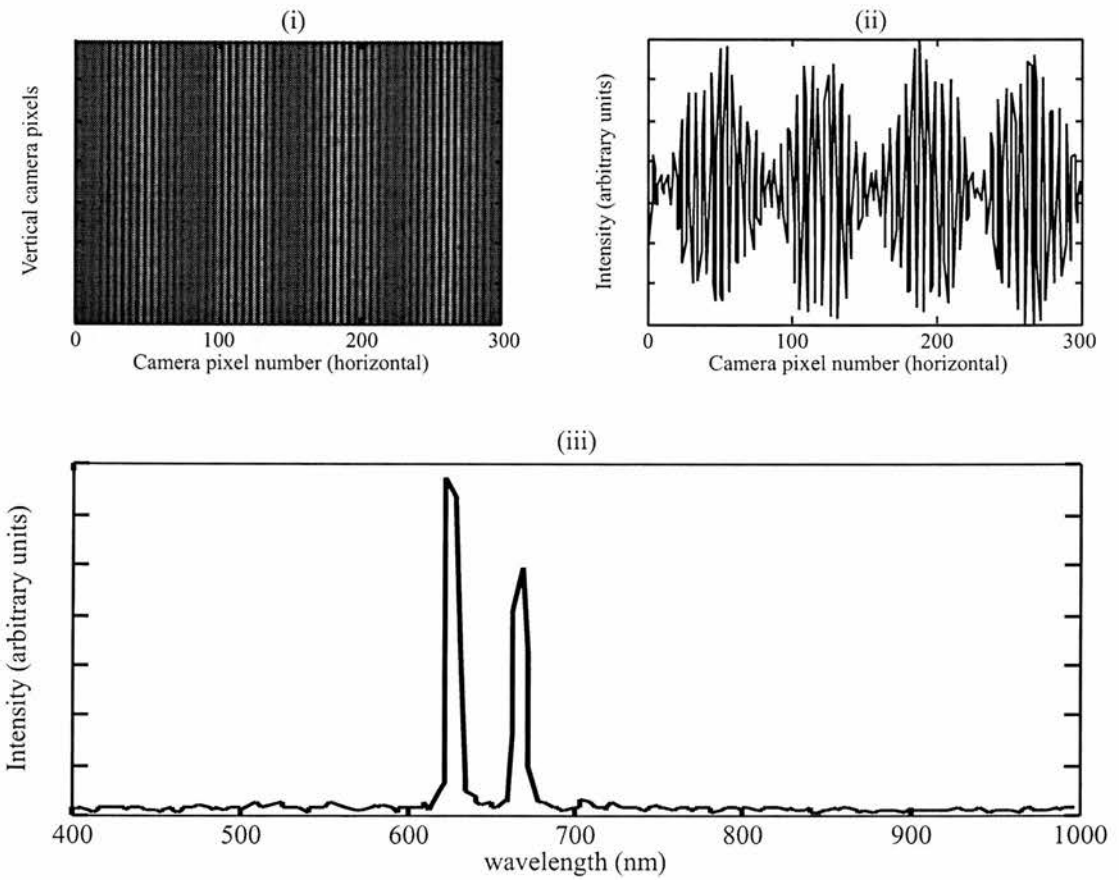 (i)
Vertical camera pixels
0 100 200 300
Camera pixel number (horizontal)
(ii)
Intensity (arbitrary units)
0 100 200 300
Camera pixel number (horizontal)
(iii)
Intensity (arbitrary units)
400 500 600 700 800 900 1000
wavelength (nm)